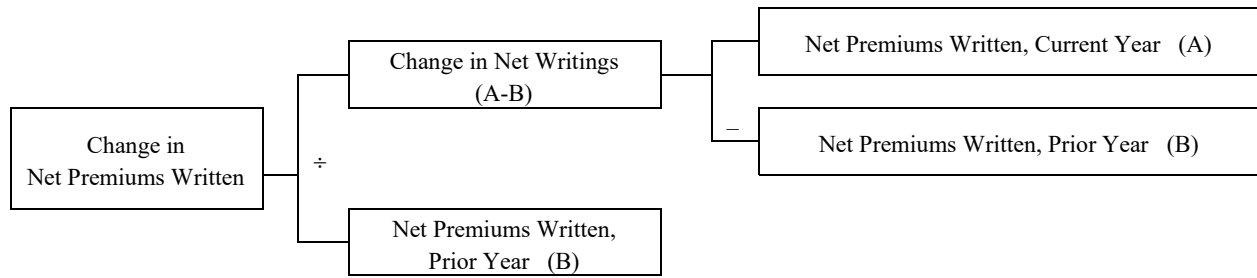 Change in
Net Premiums Written
÷
Change in Net Writings
(A-B)
Net Premiums Written,
Prior Year (B)
Net Premiums Written, Current Year (A)
–
Net Premiums Written, Prior Year (B)